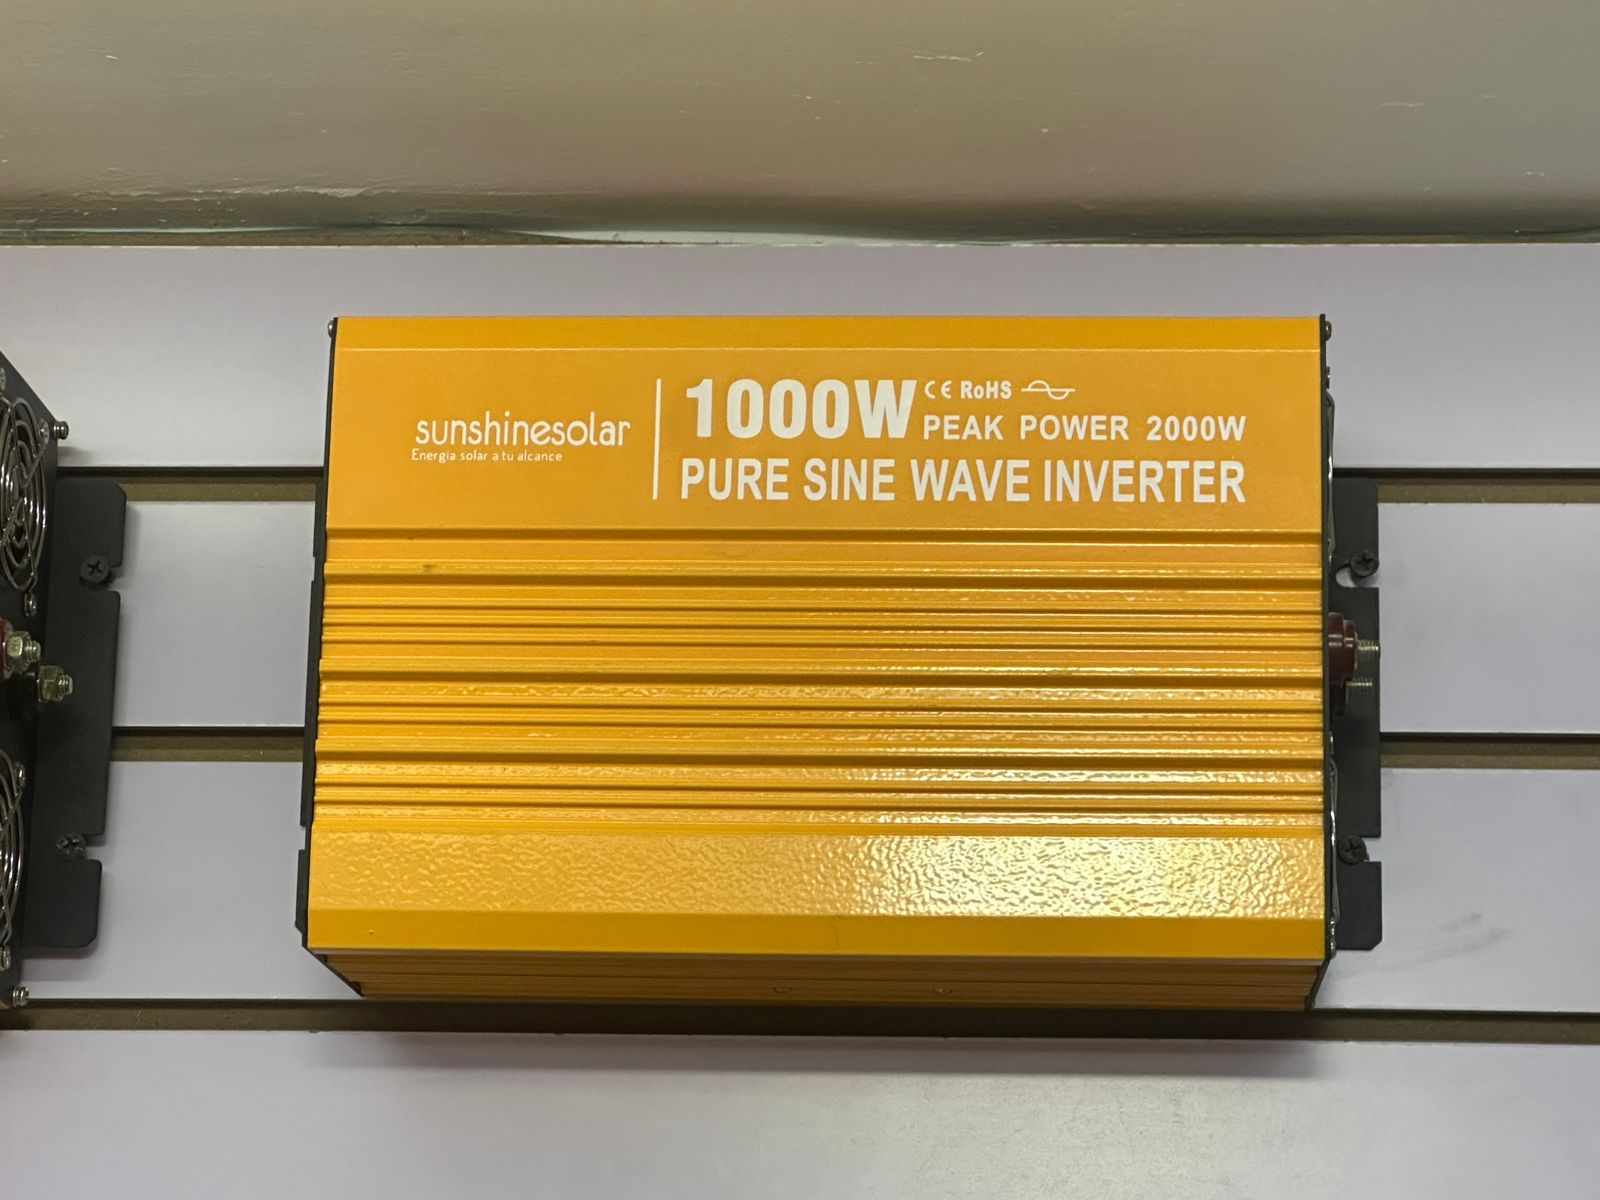 sunshinesolar
Energia solar a tu alcance
1000W CE RoHS
PEAK POWER 2000W
PURE SINE WAVE INVERTER